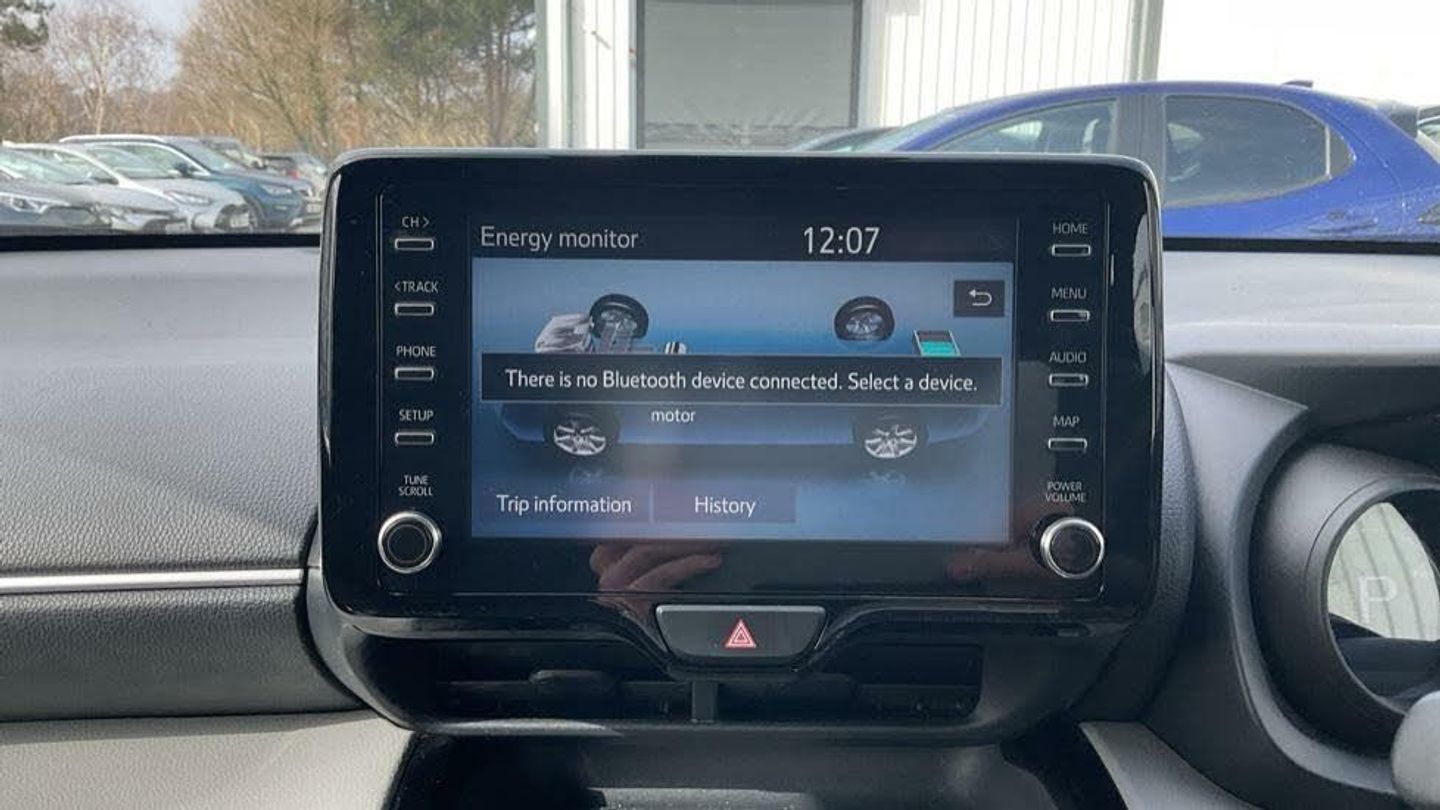 CH >
< TRACK
PHONE
SETUP
TUNE
SCROLL
Energy monitor
12:07
There is no Bluetooth device connected. Select a device.
motor
Trip information
History
HOME
MENU
AUDIO
MAP
POWER
VOLUME
P